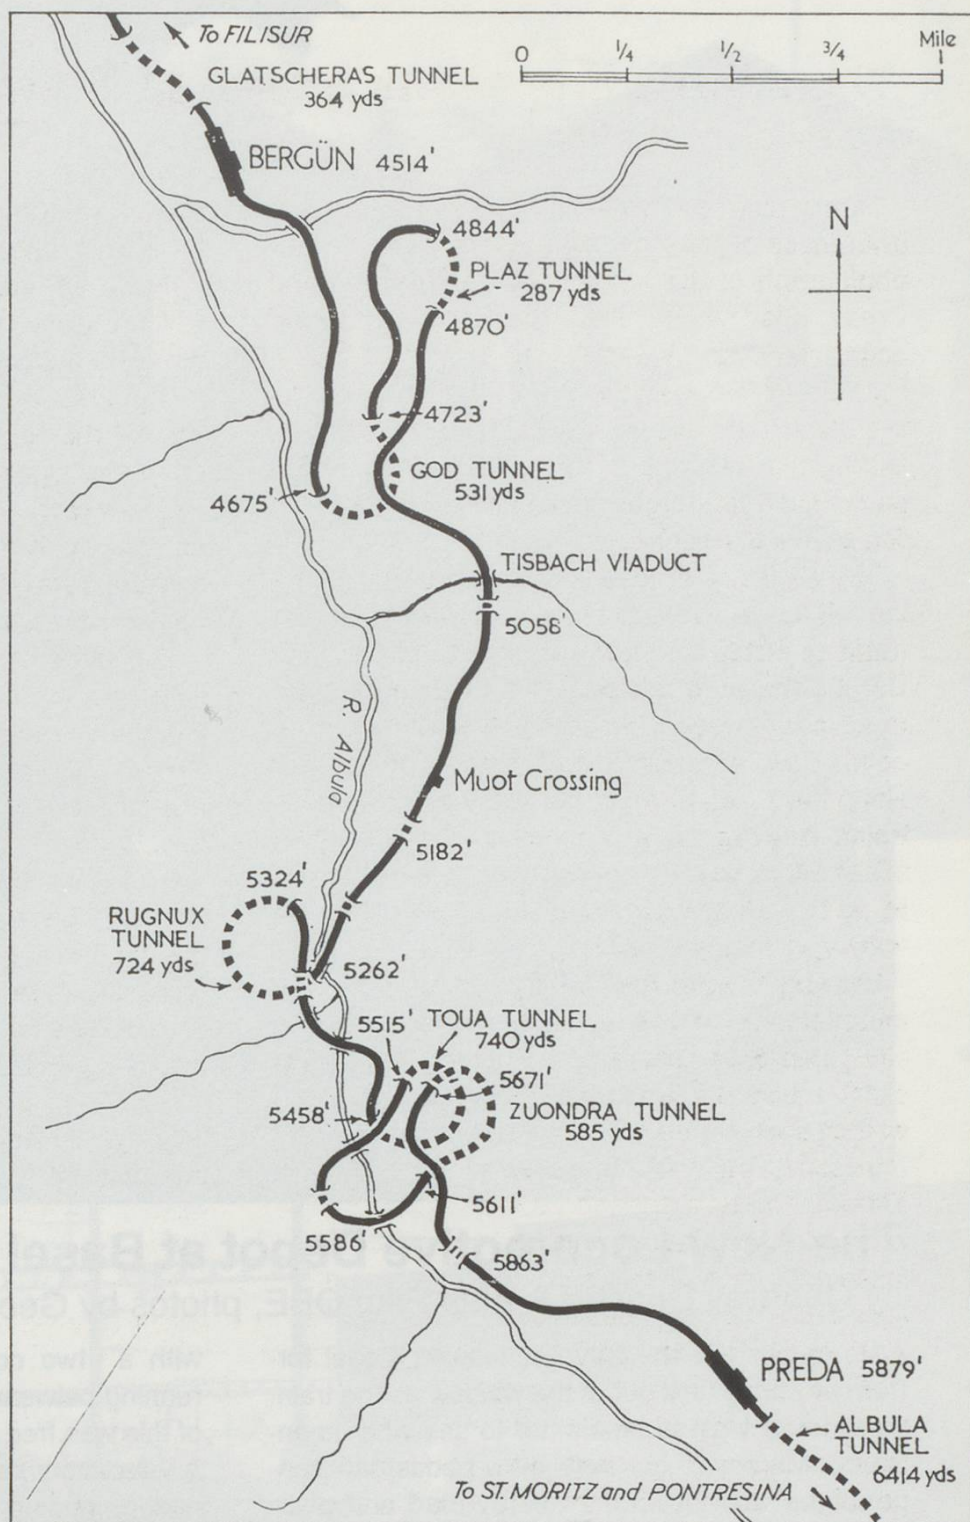 To FILISUR
0 1/4 1/2 3/4 Mile
GLATSCHERAS TUNNEL
364 yds
BERGÜN 4514'
N
4844'
PLAZ TUNNEL
287 yds
4870'
4723'
GOD TUNNEL
531 yds
4675'
TISBACH VIADUCT
5058'
R. Albula
Muot Crossing
5182'
5324'
RUGNUX
TUNNEL
724 yds
5262'
5515'
TOUA TUNNEL
740 yds
5671'
5458'
ZUONDRA TUNNEL
585 yds
5611'
5586'
5863'
PREDA 5879'
ALBULA
TUNNEL
6414 yds
To ST. MORITZ and PONTRESINA